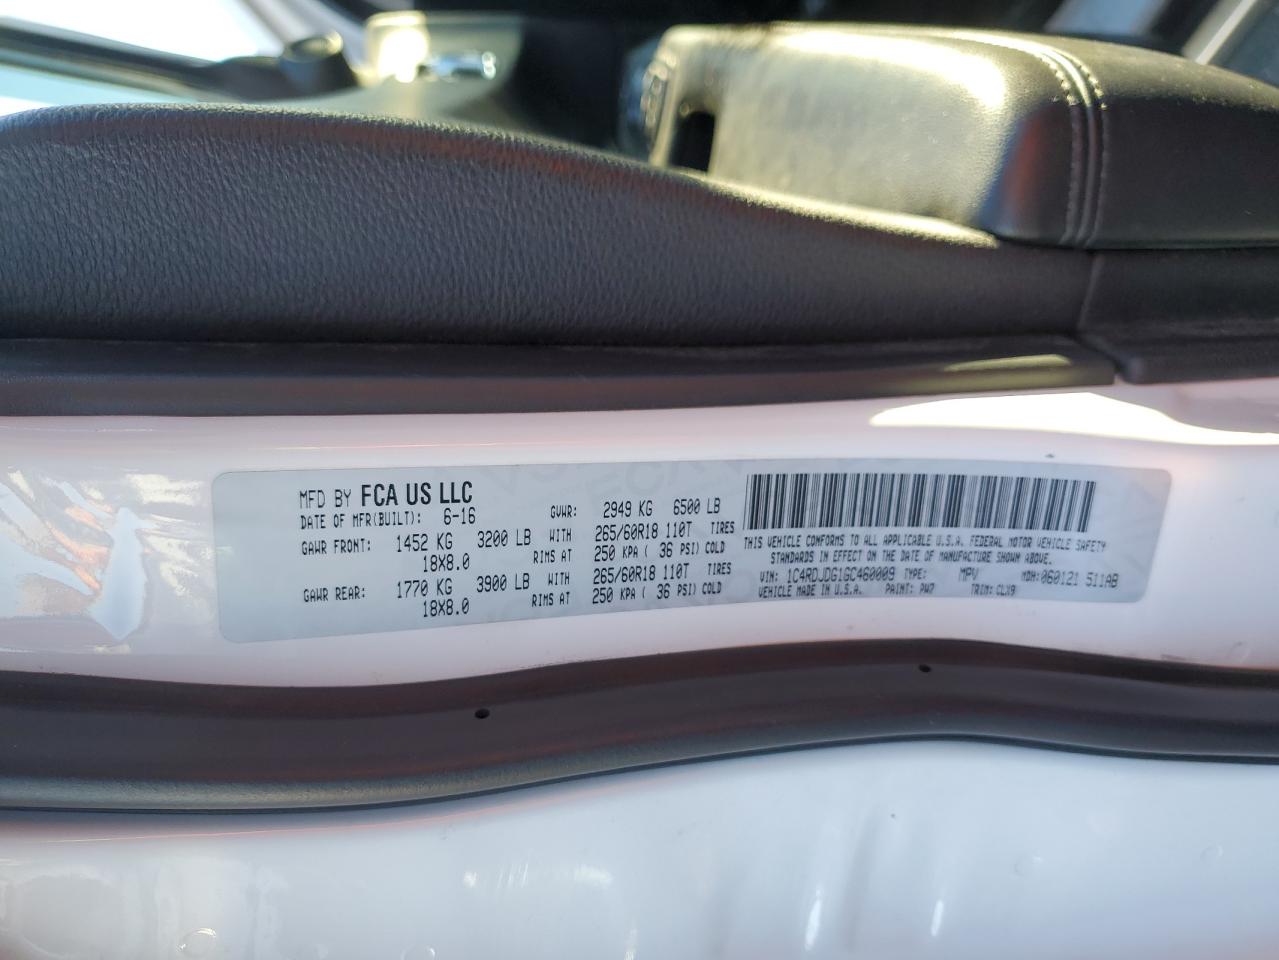 MFD BY FCA US LLC
DATE OF MFR(BUILT): 6-16 GVWR: 2949 KG 6500 LB
GAWR FRONT: 1452 KG 3200 LB WITH 265/60R18 110T TIRES
18X8.0 RIMS AT 250 KPA ( 36 PSI) COLD
GAWR REAR: 1770 KG 3900 LB WITH 265/60R18 110T TIRES
18X8.0 RIMS AT 250 KPA ( 36 PSI) COLD
THIS VEHICLE CONFORMS TO ALL APPLICABLE U.S.A. FEDERAL MOTOR VEHICLE SAFETY
STANDARDS IN EFFECT ON THE DATE OF MANUFACTURE SHOWN ABOVE.
VIN: 1C4RDJDG1GC460009 TYPE: MPV MDH: 060121 511AB
VEHICLE MADE IN U.S.A. PAINT: PW7 TRIM: CLX9